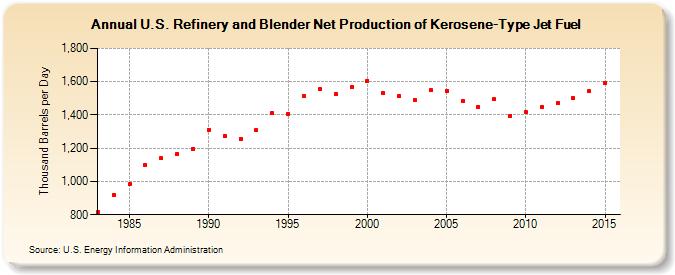 Annual U.S. Refinery and Blender Net Production of Kerosene-Type Jet Fuel
Thousand Barrels per Day
1,800
1,600
1,400
1,200
1,000
800
1985 1990 1995 2000 2005 2010 2015
Source: U.S. Energy Information Administration